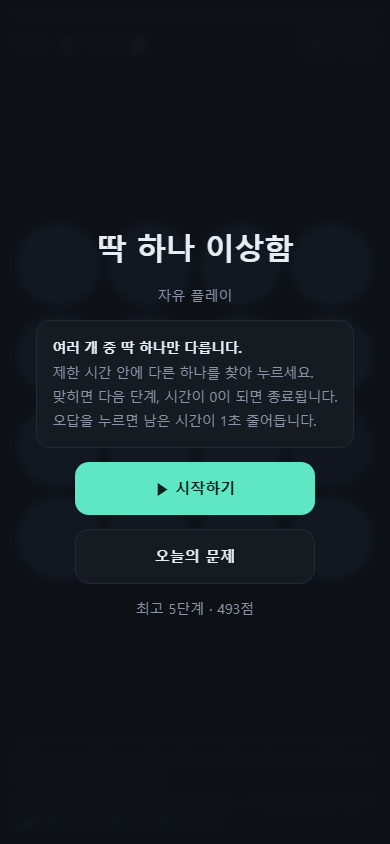 딱 하나 이상함
자유 플레이
여러 개 중 딱 하나만 다릅니다.
제한 시간 안에 다른 하나를 찾아 누르세요.
맞히면 다음 단계, 시간이 0이 되면 종료됩니다.
오답을 누르면 남은 시간이 1초 줄어듭니다.
▶ 시작하기
오늘의 문제
최고 5단계 · 493점